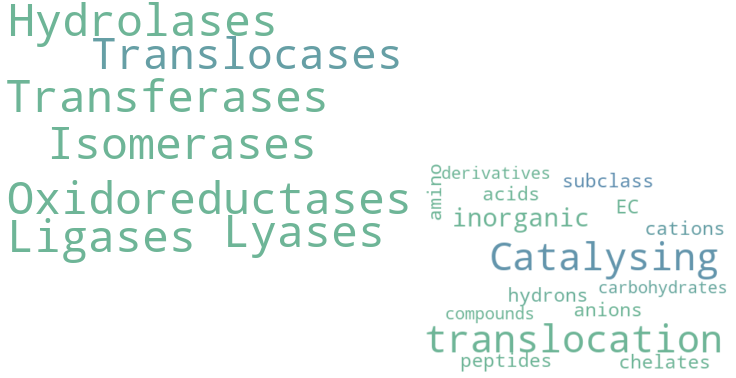 Hydrolases
Translocases
Transferases
Isomerases
Oxidoreductases
Ligases
Lyases
amino
derivatives
subclass
acids
EC
inorganic
cations
Catalysing
hydrons
carbohydrates
compounds
anions
translocation
peptides
chelates